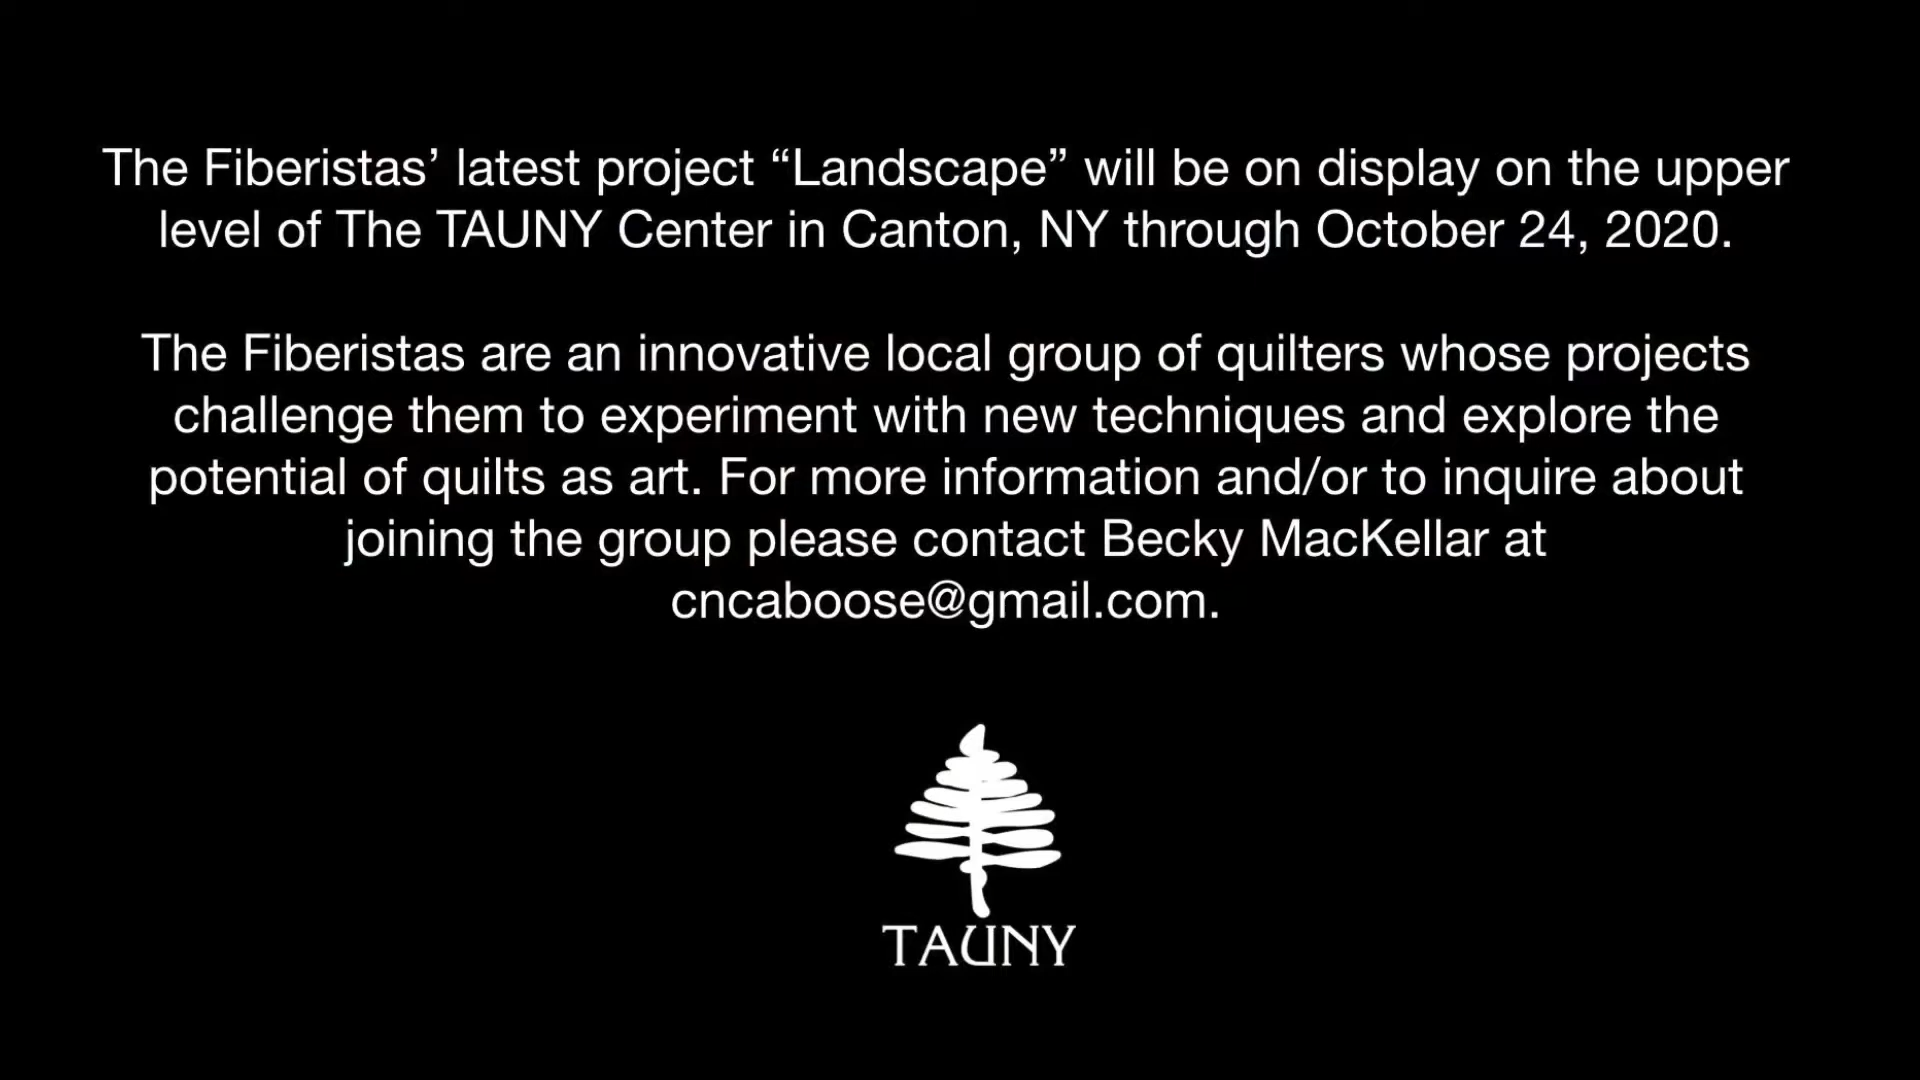 The Fiberistas’ latest project “Landscape” will be on display on the upper
level of The TAUNY Center in Canton, NY through October 24, 2020.
The Fiberistas are an innovative local group of quilters whose projects
challenge them to experiment with new techniques and explore the
potential of quilts as art. For more information and/or to inquire about
joining the group please contact Becky MacKellar at
cncaboose@gmail.com.
TAUNY